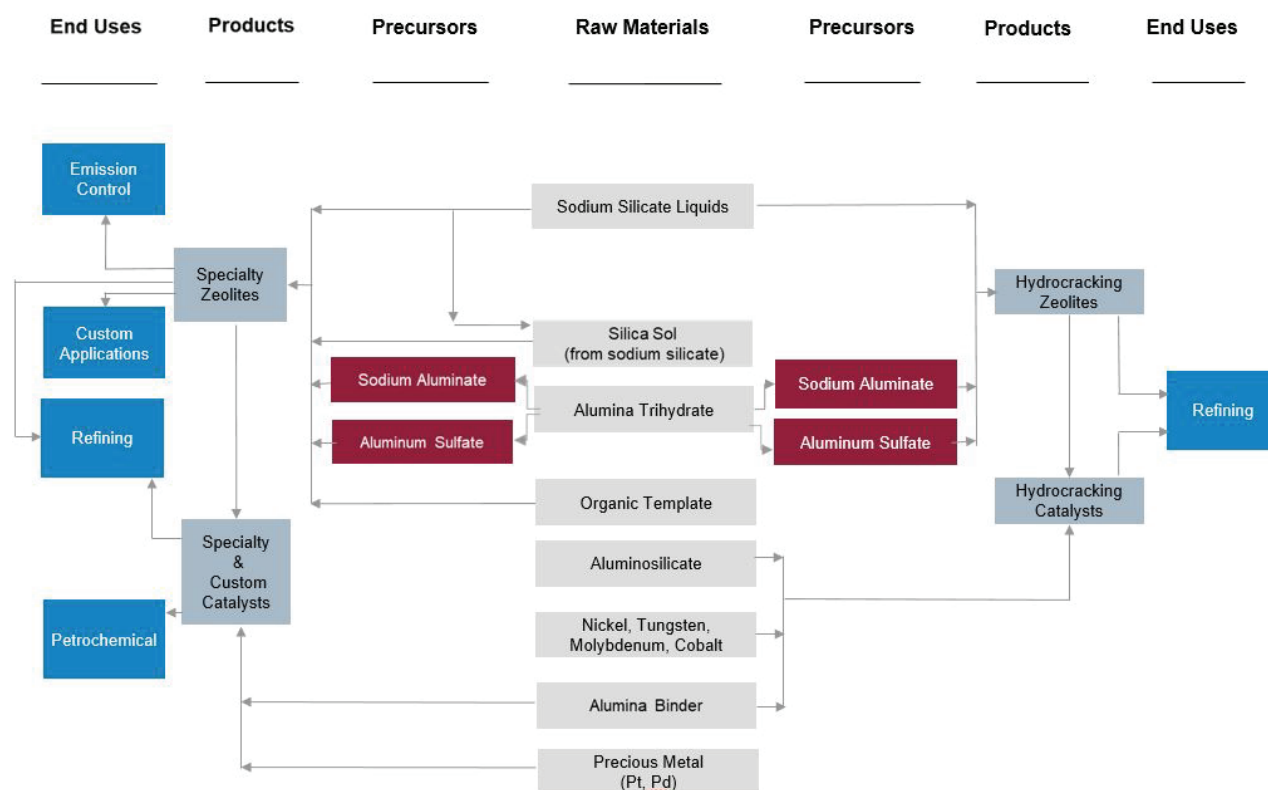 End Uses
Products
Precursors
Raw Materials
Precursors
Products
End Uses
Emission
Control
Sodium Silicate Liquids
Specialty
Zeolites
Hydrocracking
Zeolites
Custom
Applications
Silica Sol
(from sodium silicate)
Sodium Aluminate
Alumina Trihydrate
Sodium Aluminate
Refining
Aluminum Sulfate
Aluminum Sulfate
Refining
Organic Template
Hydrocracking
Catalysts
Specialty
&
Custom
Catalysts
Aluminosilicate
Petrochemical
Nickel, Tungsten,
Molybdenum, Cobalt
Alumina Binder
Precious Metal
(Pt, Pd)